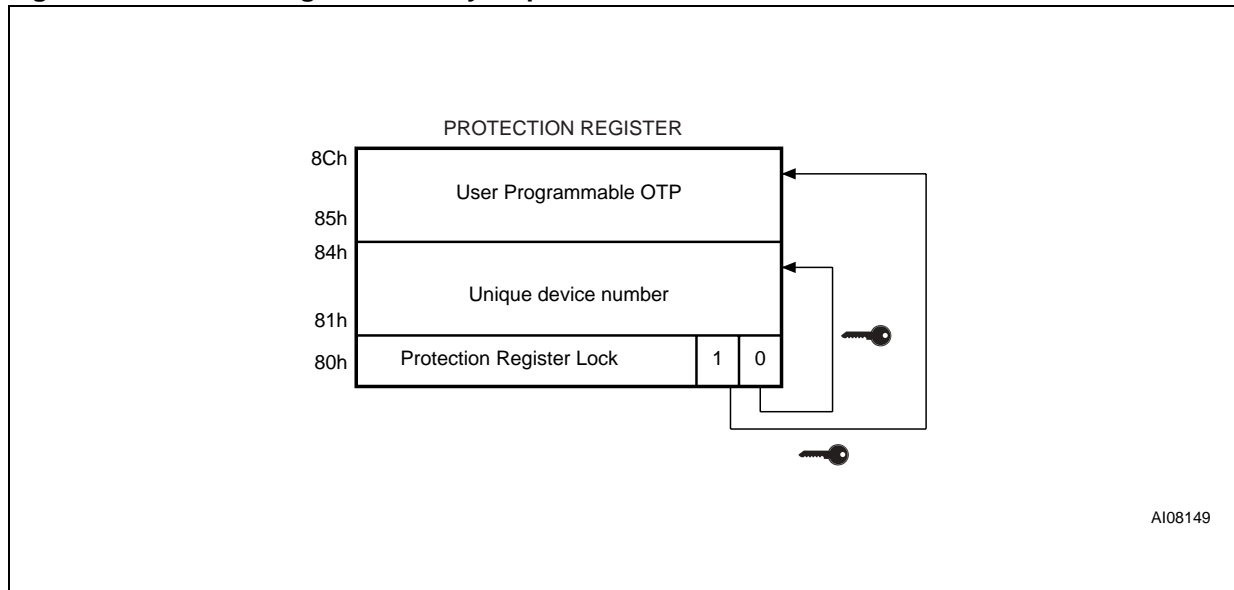 PROTECTION REGISTER
8Ch
User Programmable OTP
85h
84h
Unique device number
81h
80h Protection Register Lock 1 0
AI08149